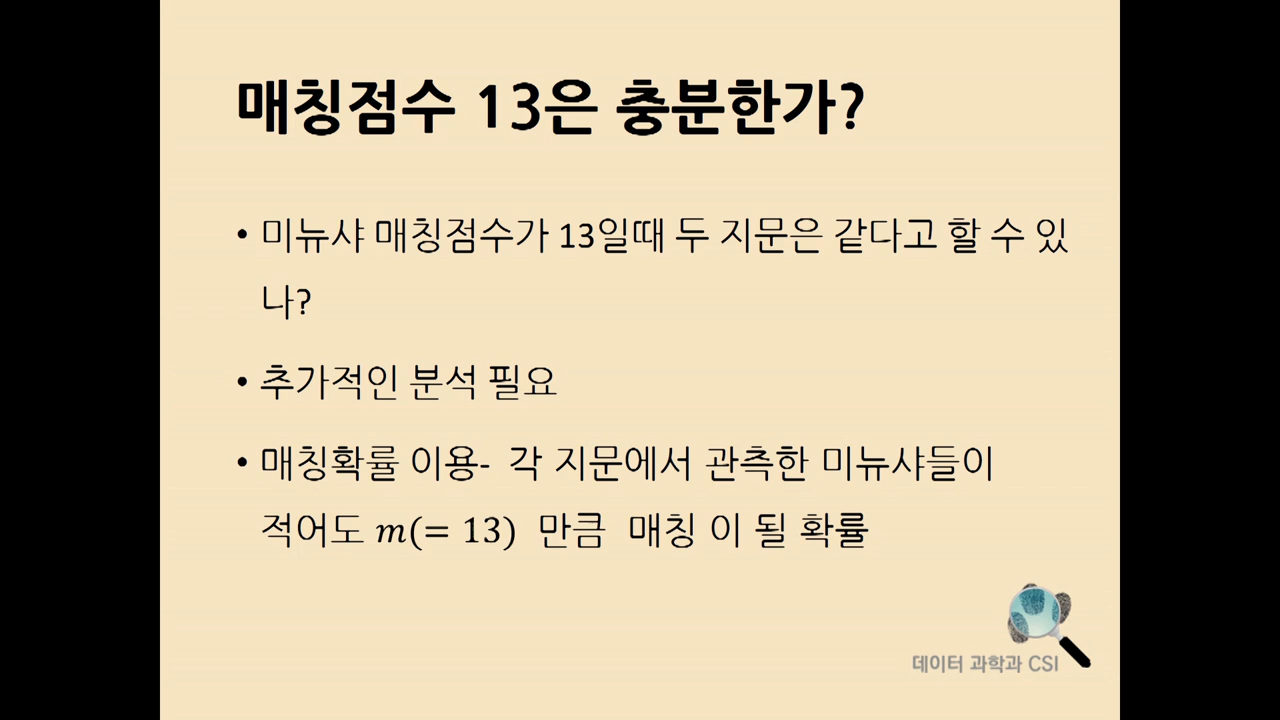 매칭점수 13은 충분한가?
• 미뉴샤 매칭점수가 13일때 두 지문은 같다고 할 수 있
나?
• 추가적인 분석 필요
• 매칭확률 이용- 각 지문에서 관측한 미뉴샤들이
적어도 m(= 13) 만큼 매칭 이 될 확률
데이터 과학과 CSI